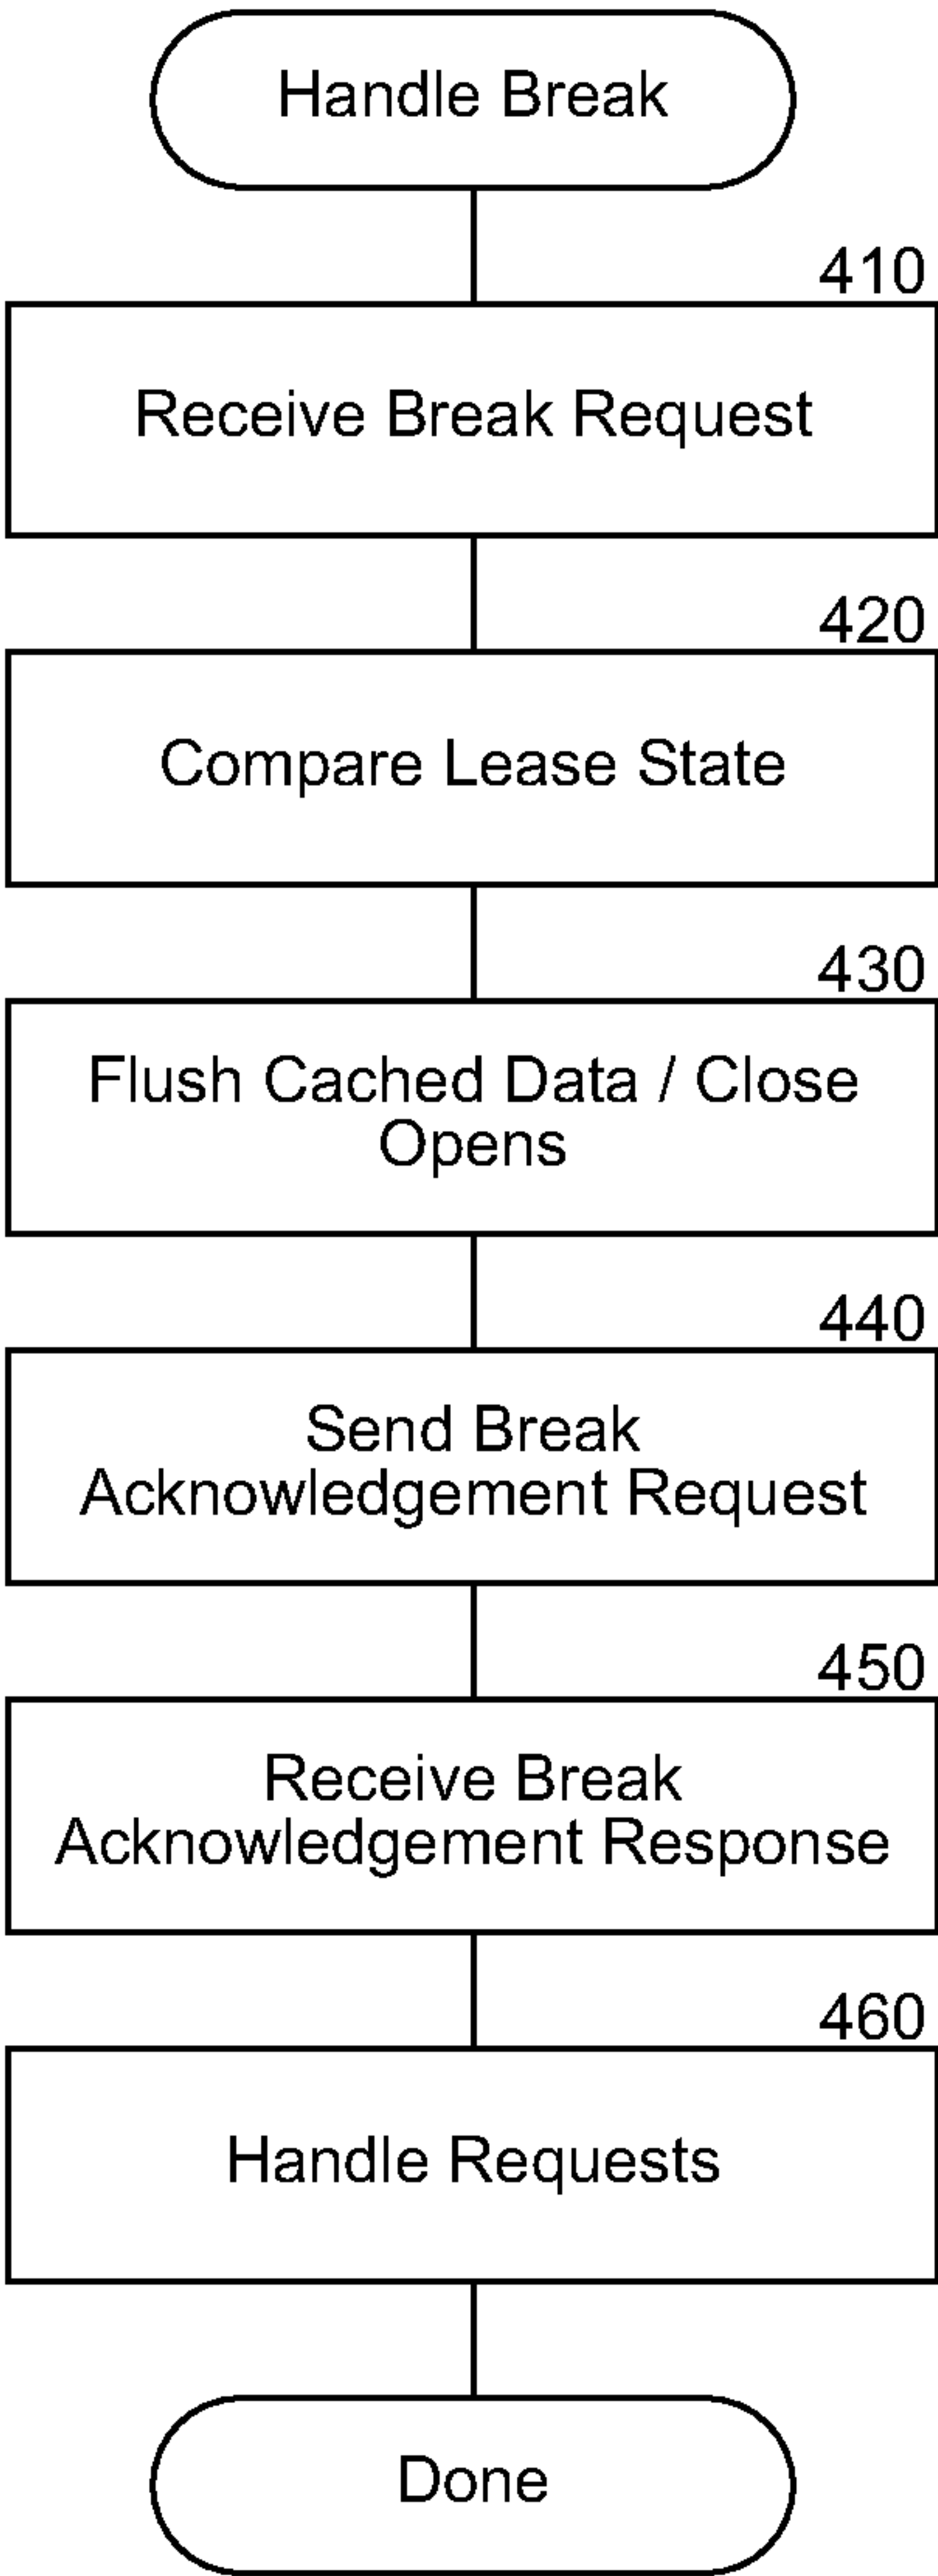 Handle Break
410
Receive Break Request
420
Compare Lease State
430
Flush Cached Data / Close
Opens
440
Send Break
Acknowledgement Request
450
Receive Break
Acknowledgement Response
460
Handle Requests
Done